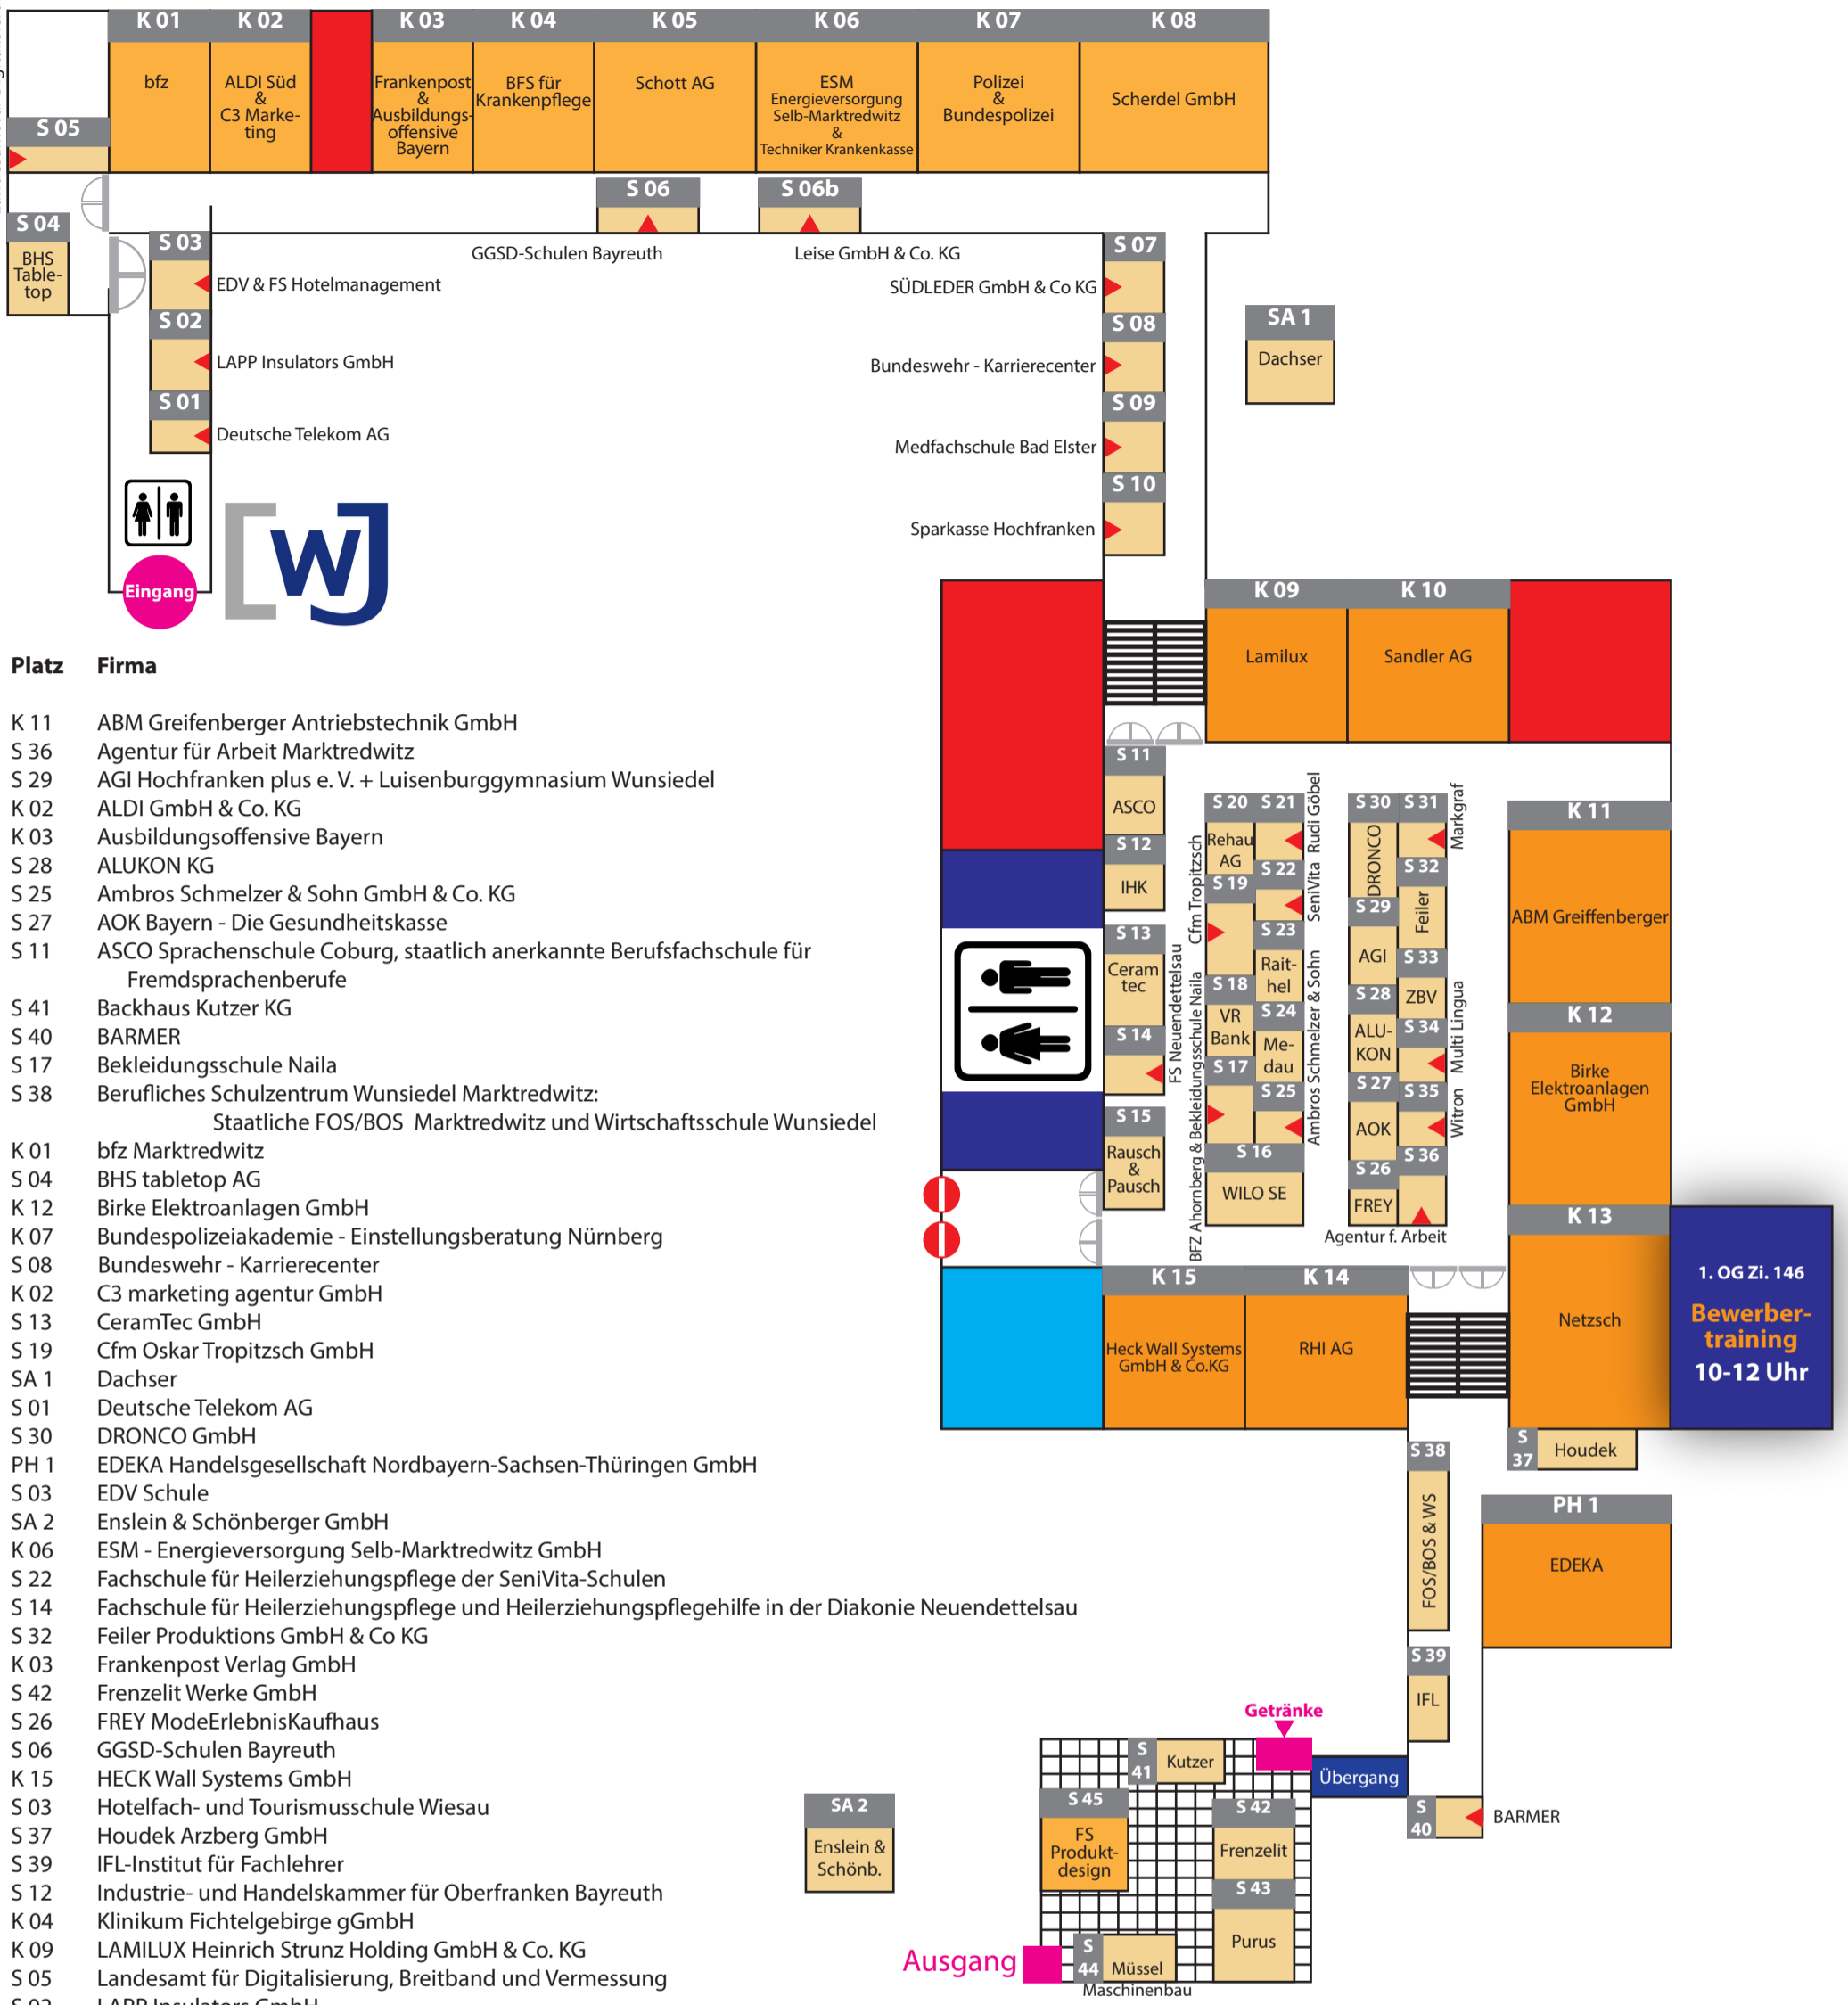 K 01
K 02
K 03
K 04
K 05
K 06
K 07
K 08
bfz
ALDI Süd
&
C3 Marke-
ting
Frankenpost
&
Ausbildungs-
offensive
Bayern
BFS für
Krankenpflege
Schott AG
ESM
Energieversorgung
Selb-Marktredwitz
&
Techniker Krankenkasse
Polizei
&
Bundespolizei
Scherdel GmbH
S 05
S 04
BHS
Table-
top
S 03
EDV & FS Hotelmanagement
S 02
LAPP Insulators GmbH
S 01
Deutsche Telekom AG
S 06
GGSD-Schulen Bayreuth
S 06b
Leise GmbH & Co. KG
S 07
SÜDLEDER GmbH & Co KG
S 08
Bundeswehr - Karrierecenter
S 09
Medfachschule Bad Elster
S 10
Sparkasse Hochfranken
SA 1
Dachser
Eingang
WJ
K 09
Lamilux
K 10
Sandler AG
S 11
ASCO
S 12
IHK
S 13
Ceram
tec
S 14
FS Neuendettelsau
S 15
Rausch
&
Pausch
S 20
Rehau
AG
S 21
Rudi Göbel
S 19
Cfm Tropitzsch
S 22
SeniVita
S 23
Rait-
hel
S 18
VR
Bank
S 24
Me-
dau
S 17
BFZ Ahornberg & Bekleidungsschule Naila
S 25
Ambros Schmelzer & Sohn
S 16
WILO SE
S 30
DRONCO
S 31
Markgraf
S 32
Feiler
S 29
AGI
S 33
ZBV
S 28
ALU-
KON
S 34
Multi Lingua
S 27
AOK
S 35
Witron
S 26
FREY
S 36
Agentur f. Arbeit
K 11
ABM Greiffenberger
K 12
Birke
Elektroanlagen
GmbH
K 13
Netzsch
1. OG Zi. 146
Bewerber-
training
10-12 Uhr
K 15
Heck Wall Systems
GmbH & Co.KG
K 14
RHI AG
S
37
Houdek
S 38
FOS/BOS & WS
PH 1
EDEKA
S 39
IFL
Getränke
Übergang
S
40
BARMER
S
41
Kutzer
S 45
FS
Produkt-
design
S 42
Frenzelit
S 43
Purus
S
44
Müssel
Maschinenbau
Ausgang
SA 2
Enslein &
Schönb.
Platz Firma
K 11 ABM Greifenberger Antriebstechnik GmbH
S 36 Agentur für Arbeit Marktredwitz
S 29 AGI Hochfranken plus e. V. + Luisenburggymnasium Wunsiedel
K 02 ALDI GmbH & Co. KG
K 03 Ausbildungsoffensive Bayern
S 28 ALUKON KG
S 25 Ambros Schmelzer & Sohn GmbH & Co. KG
S 27 AOK Bayern - Die Gesundheitskasse
S 11 ASCO Sprachenschule Coburg, staatlich anerkannte Berufsfachschule für
Fremdsprachenberufe
S 41 Backhaus Kutzer KG
S 40 BARMER
S 17 Bekleidungsschule Naila
S 38 Berufliches Schulzentrum Wunsiedel Marktredwitz:
Staatliche FOS/BOS Marktredwitz und Wirtschaftsschule Wunsiedel
K 01 bfz Marktredwitz
S 04 BHS tabletop AG
K 12 Birke Elektroanlagen GmbH
K 07 Bundespolizeiakademie - Einstellungsberatung Nürnberg
S 08 Bundeswehr - Karrierecenter
K 02 C3 marketing agentur GmbH
S 13 CeramTec GmbH
S 19 Cfm Oskar Tropitzsch GmbH
SA 1 Dachser
S 01 Deutsche Telekom AG
S 30 DRONCO GmbH
PH 1 EDEKA Handelsgesellschaft Nordbayern-Sachsen-Thüringen GmbH
S 03 EDV Schule
SA 2 Enslein & Schönberger GmbH
K 06 ESM - Energieversorgung Selb-Marktredwitz GmbH
S 22 Fachschule für Heilerziehungspflege der SeniVita-Schulen
S 14 Fachschule für Heilerziehungspflege und Heilerziehungspflegehilfe in der Diakonie Neuendettelsau
S 32 Feiler Produktions GmbH & Co KG
K 03 Frankenpost Verlag GmbH
S 42 Frenzelit Werke GmbH
S 26 FREY ModeErlebnisKaufhaus
S 06 GGSD-Schulen Bayreuth
K 15 HECK Wall Systems GmbH
S 03 Hotelfach- und Tourismusschule Wiesau
S 37 Houdek Arzberg GmbH
S 39 IFL-Institut für Fachlehrer
S 12 Industrie- und Handelskammer für Oberfranken Bayreuth
K 04 Klinikum Fichtelgebirge gGmbH
K 09 LAMILUX Heinrich Strunz Holding GmbH & Co. KG
S 05 Landesamt für Digitalisierung, Breitband und Vermessung
S 02 LAPP Insulators GmbH